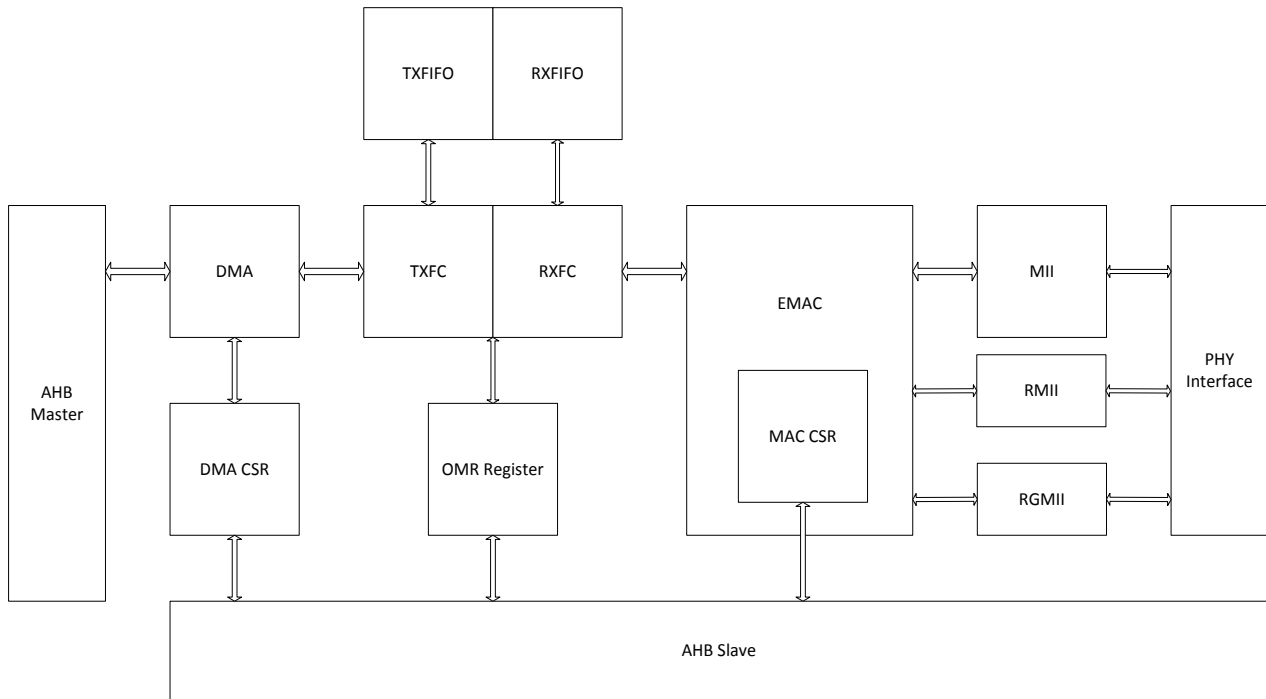 TXFIFO
RXFIFO
AHB
Master
DMA
TXFC
RXFC
EMAC
MII
PHY
Interface
RMII
DMA CSR
OMR Register
MAC CSR
RGMII
AHB Slave